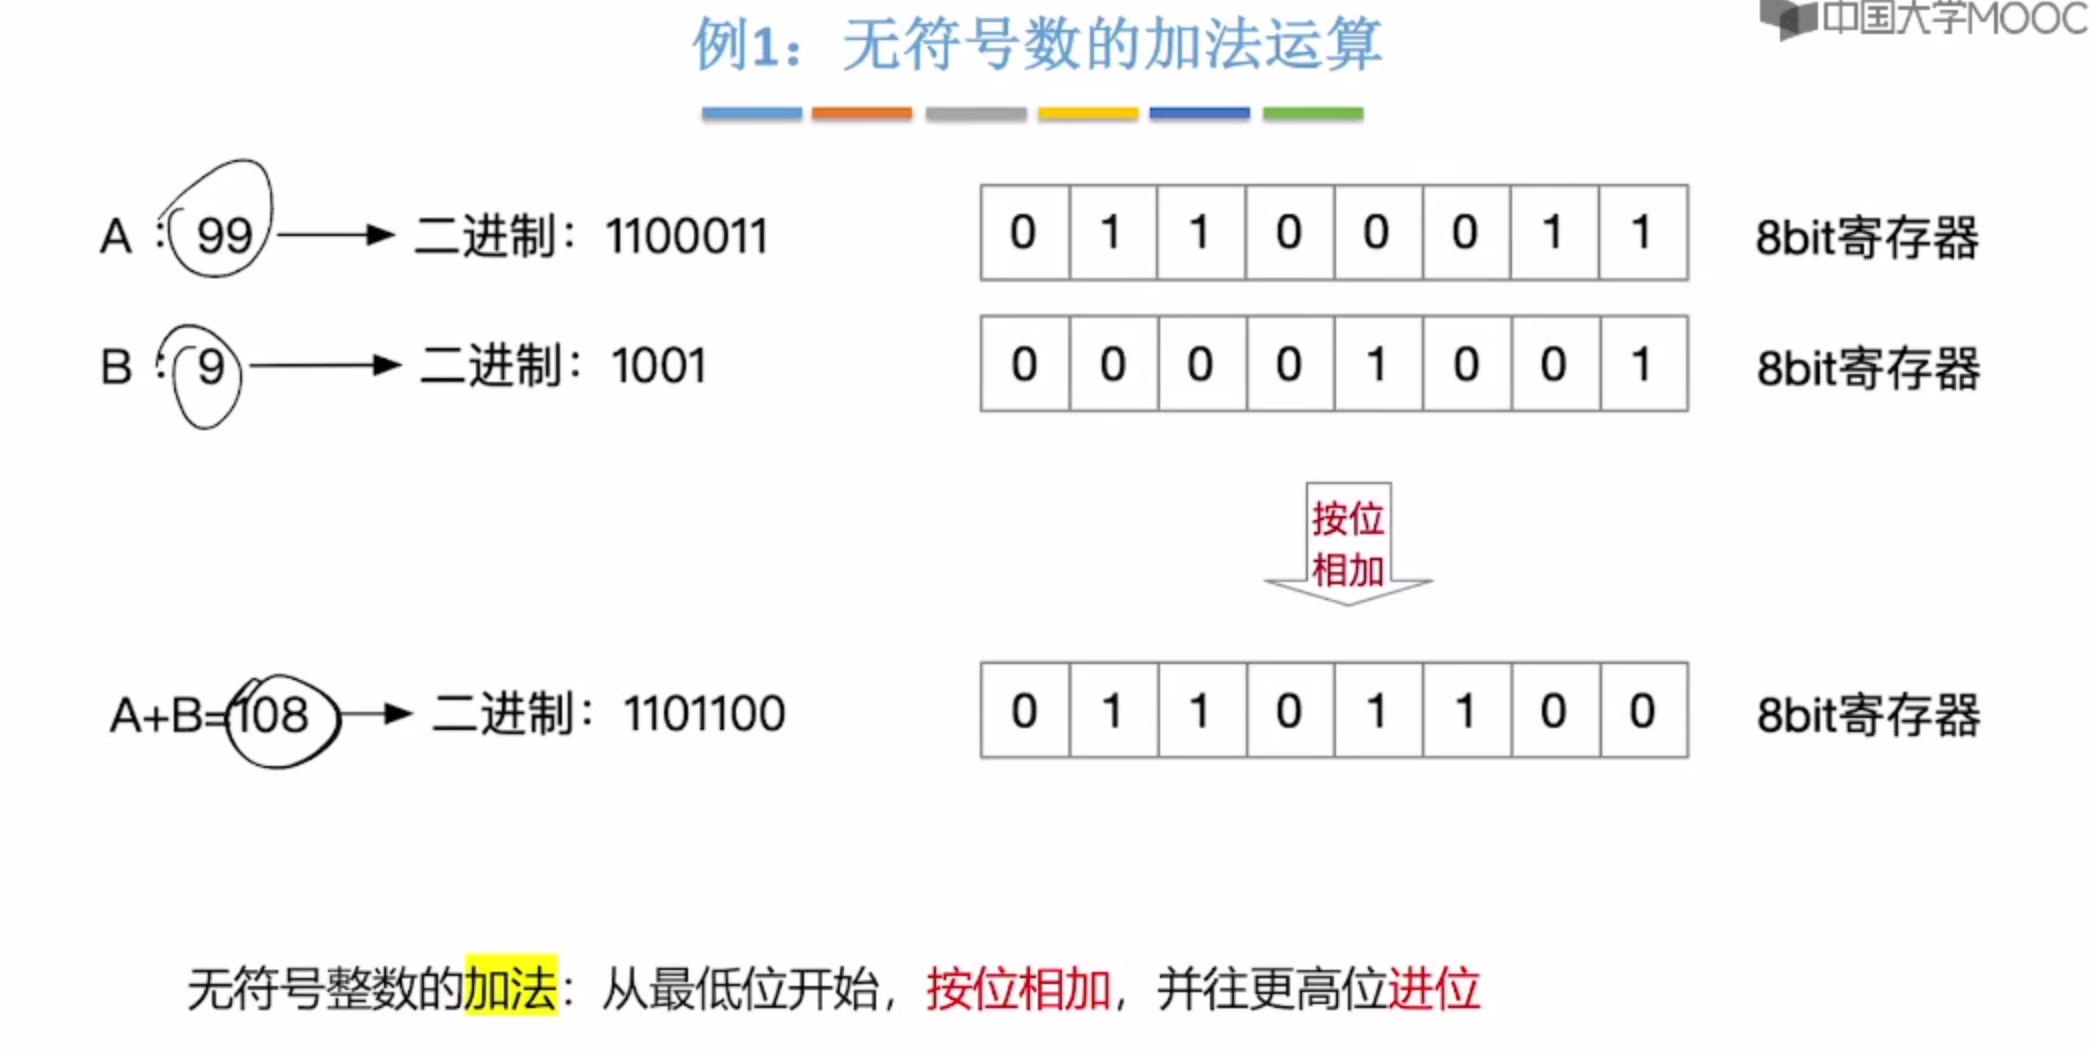 中国大学MOOC
例1：无符号数的加法运算
A : 99 二进制：1100011 0 1 1 0 0 0 1 1 8bit寄存器
B : 9 二进制：1001 0 0 0 0 1 0 0 1 8bit寄存器
按位
相加
A+B=108 二进制：1101100 0 1 1 0 1 1 0 0 8bit寄存器
无符号整数的加法：从最低位开始，按位相加，并往更高位进位